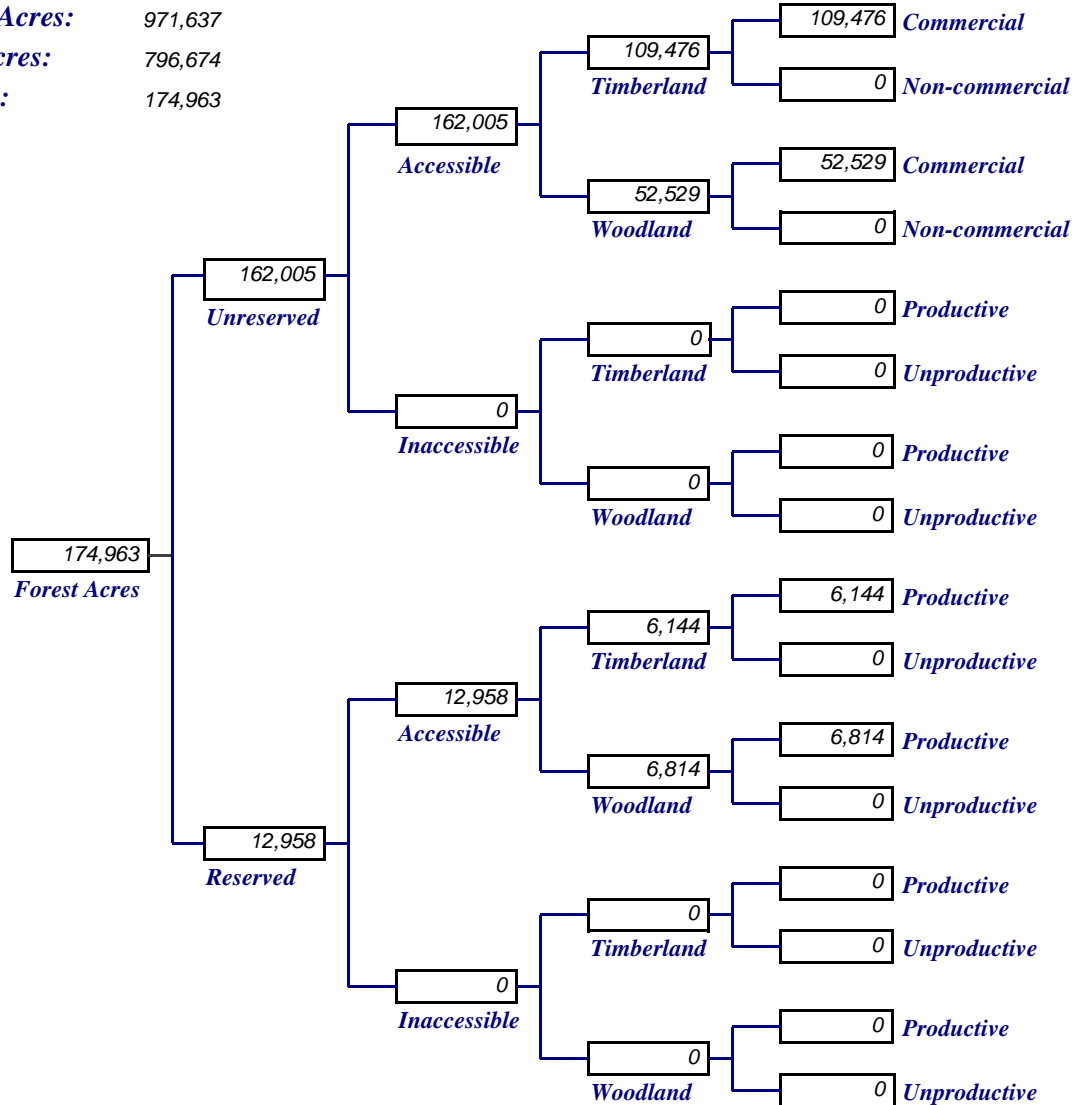 Acres: 971,637
cres: 796,674
: 174,963
109,476 Commercial
109,476
Timberland
0 Non-commercial
162,005
Accessible
52,529 Commercial
52,529
Woodland
0 Non-commercial
162,005
Unreserved
0 Productive
0
Timberland
0 Unproductive
0
Inaccessible
0 Productive
0
Woodland
0 Unproductive
174,963
Forest Acres
6,144 Productive
6,144
Timberland
0 Unproductive
12,958
Accessible
6,814 Productive
6,814
Woodland
0 Unproductive
12,958
Reserved
0 Productive
0
Timberland
0 Unproductive
0
Inaccessible
0 Productive
0
Woodland
0 Unproductive